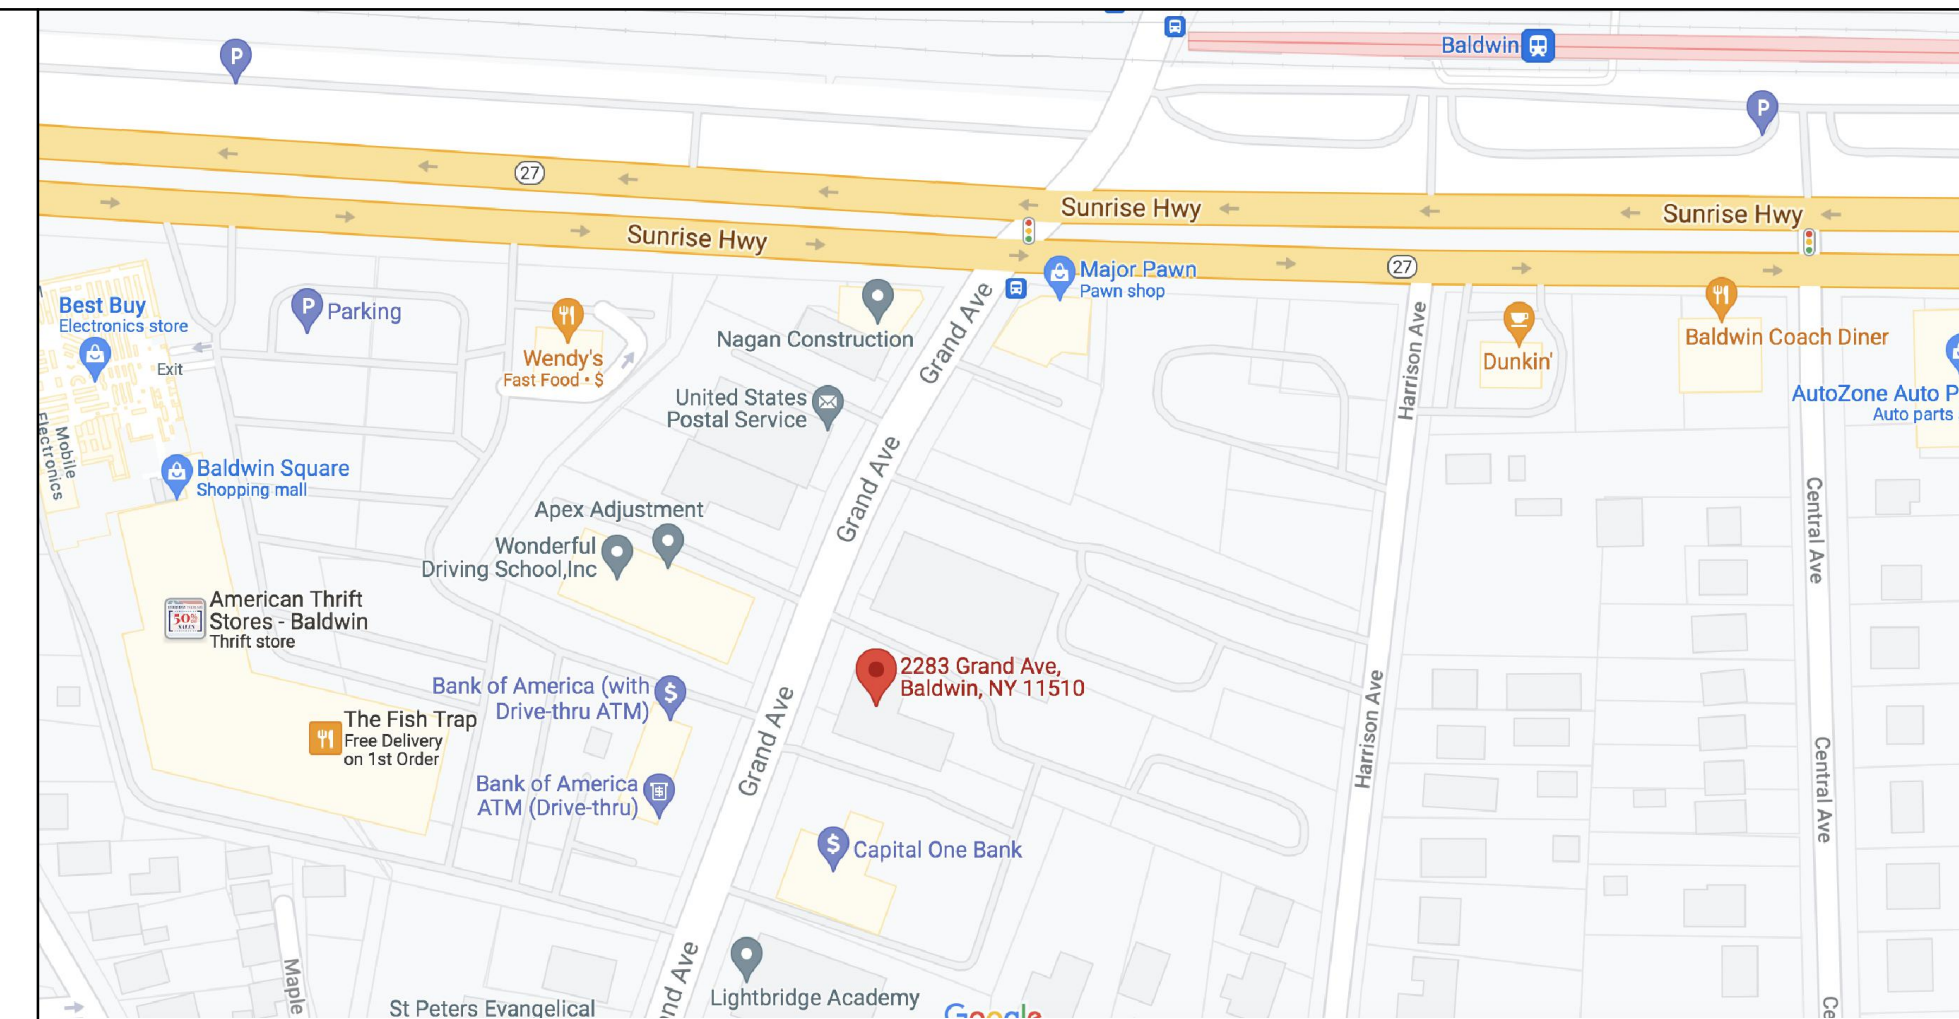 Baldwin
P
P
27
Sunrise Hwy
Sunrise Hwy
Sunrise Hwy
27
Major Pawn
Pawn shop
Best Buy
Electronics store
P
Parking
Exit
Wendy's
Fast Food • $
Nagan Construction
Grand Ave
Harrison Ave
Dunkin'
Baldwin Coach Diner
AutoZone Auto P
Auto parts
United States
Postal Service
Grand Ave
Mobile
Electronics
Baldwin Square
Shopping mall
Apex Adjustment
Wonderful
Driving School,Inc
Central Ave
American Thrift
Stores - Baldwin
Thrift store
50%
Bank of America (with
Drive-thru ATM)
$
2283 Grand Ave,
Baldwin, NY 11510
Grand Ave
Harrison Ave
The Fish Trap
Free Delivery
on 1st Order
Bank of America
ATM (Drive-thru)
$
Central Ave
$
Capital One Bank
Maple
nd Ave
Lightbridge Academy
St Peters Evangelical
Google
Ce